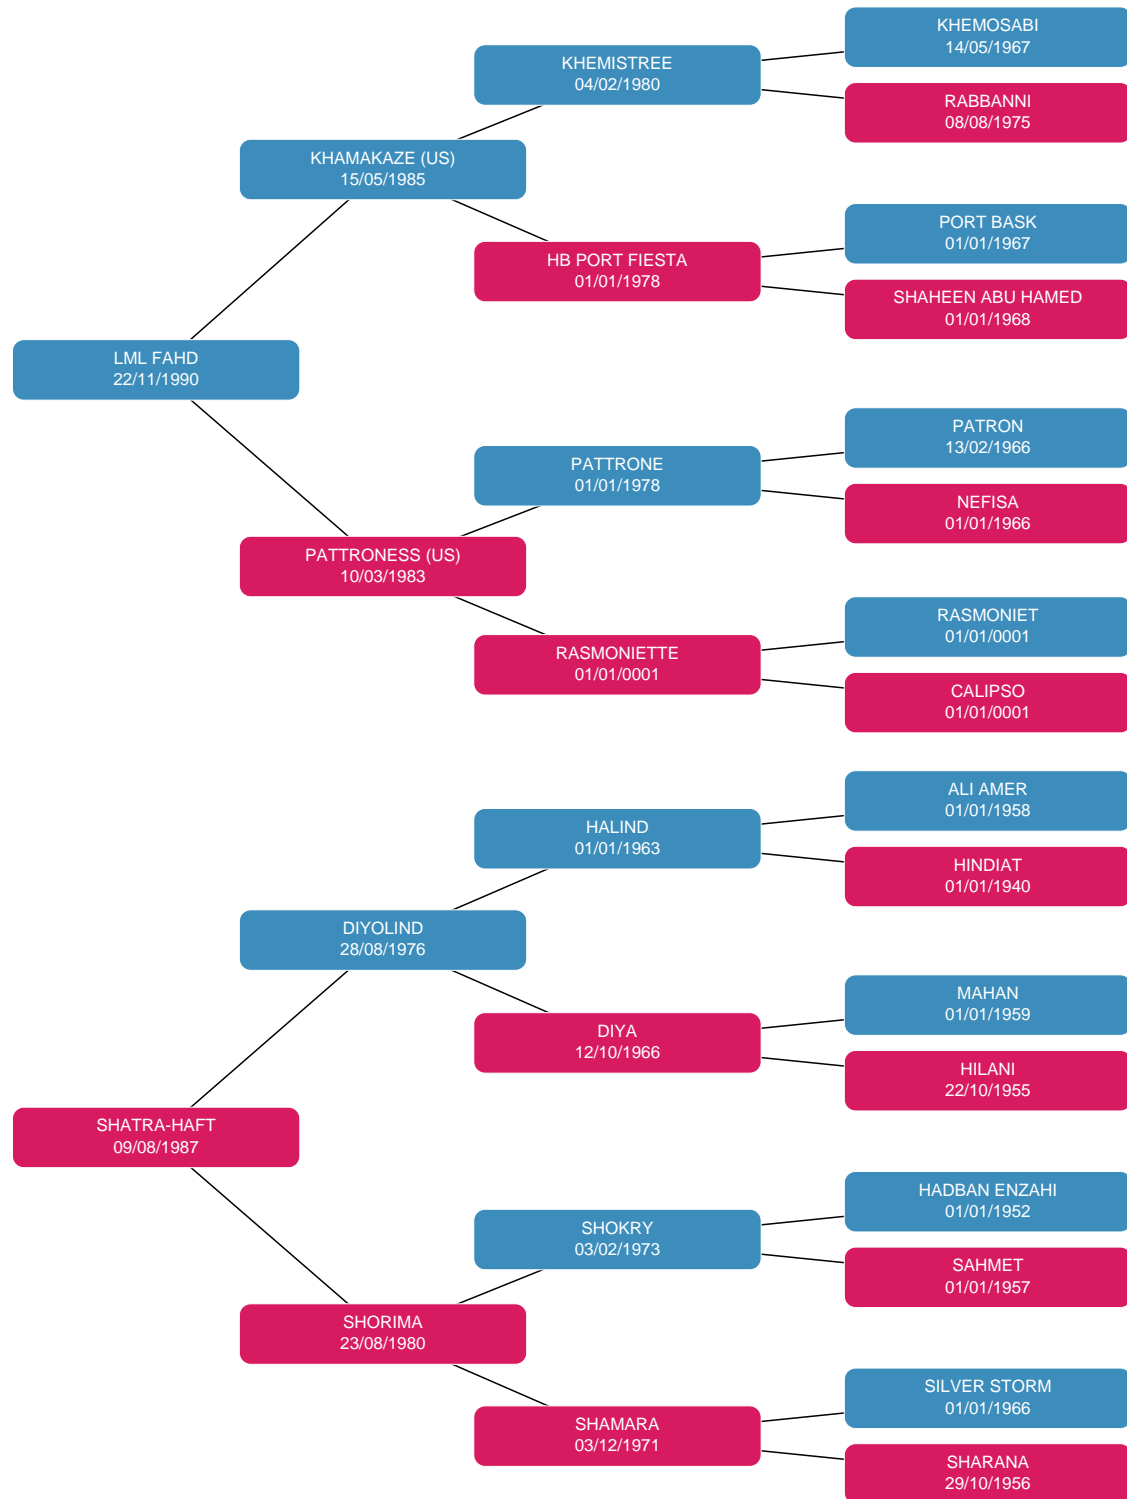 KHEMOSABI
14/05/1967
KHEMISTREE
04/02/1980
RABBANNI
08/08/1975
KHAMAKAZE (US)
15/05/1985
PORT BASK
01/01/1967
HB PORT FIESTA
01/01/1978
SHAHEEN ABU HAMED
01/01/1968
LML FAHD
22/11/1990
PATRON
13/02/1966
PATTRONE
01/01/1978
NEFISA
01/01/1966
PATTRONESS (US)
10/03/1983
RASMONIET
01/01/0001
RASMONIETTE
01/01/0001
CALIPSO
01/01/0001
ALI AMER
01/01/1958
HALIND
01/01/1963
HINDIAT
01/01/1940
DIYOLIND
28/08/1976
MAHAN
01/01/1959
DIYA
12/10/1966
HILANI
22/10/1955
SHATRA-HAFT
09/08/1987
HADBAN ENZAHI
01/01/1952
SHOKRY
03/02/1973
SAHMET
01/01/1957
SHORIMA
23/08/1980
SILVER STORM
01/01/1966
SHAMARA
03/12/1971
SHARANA
29/10/1956